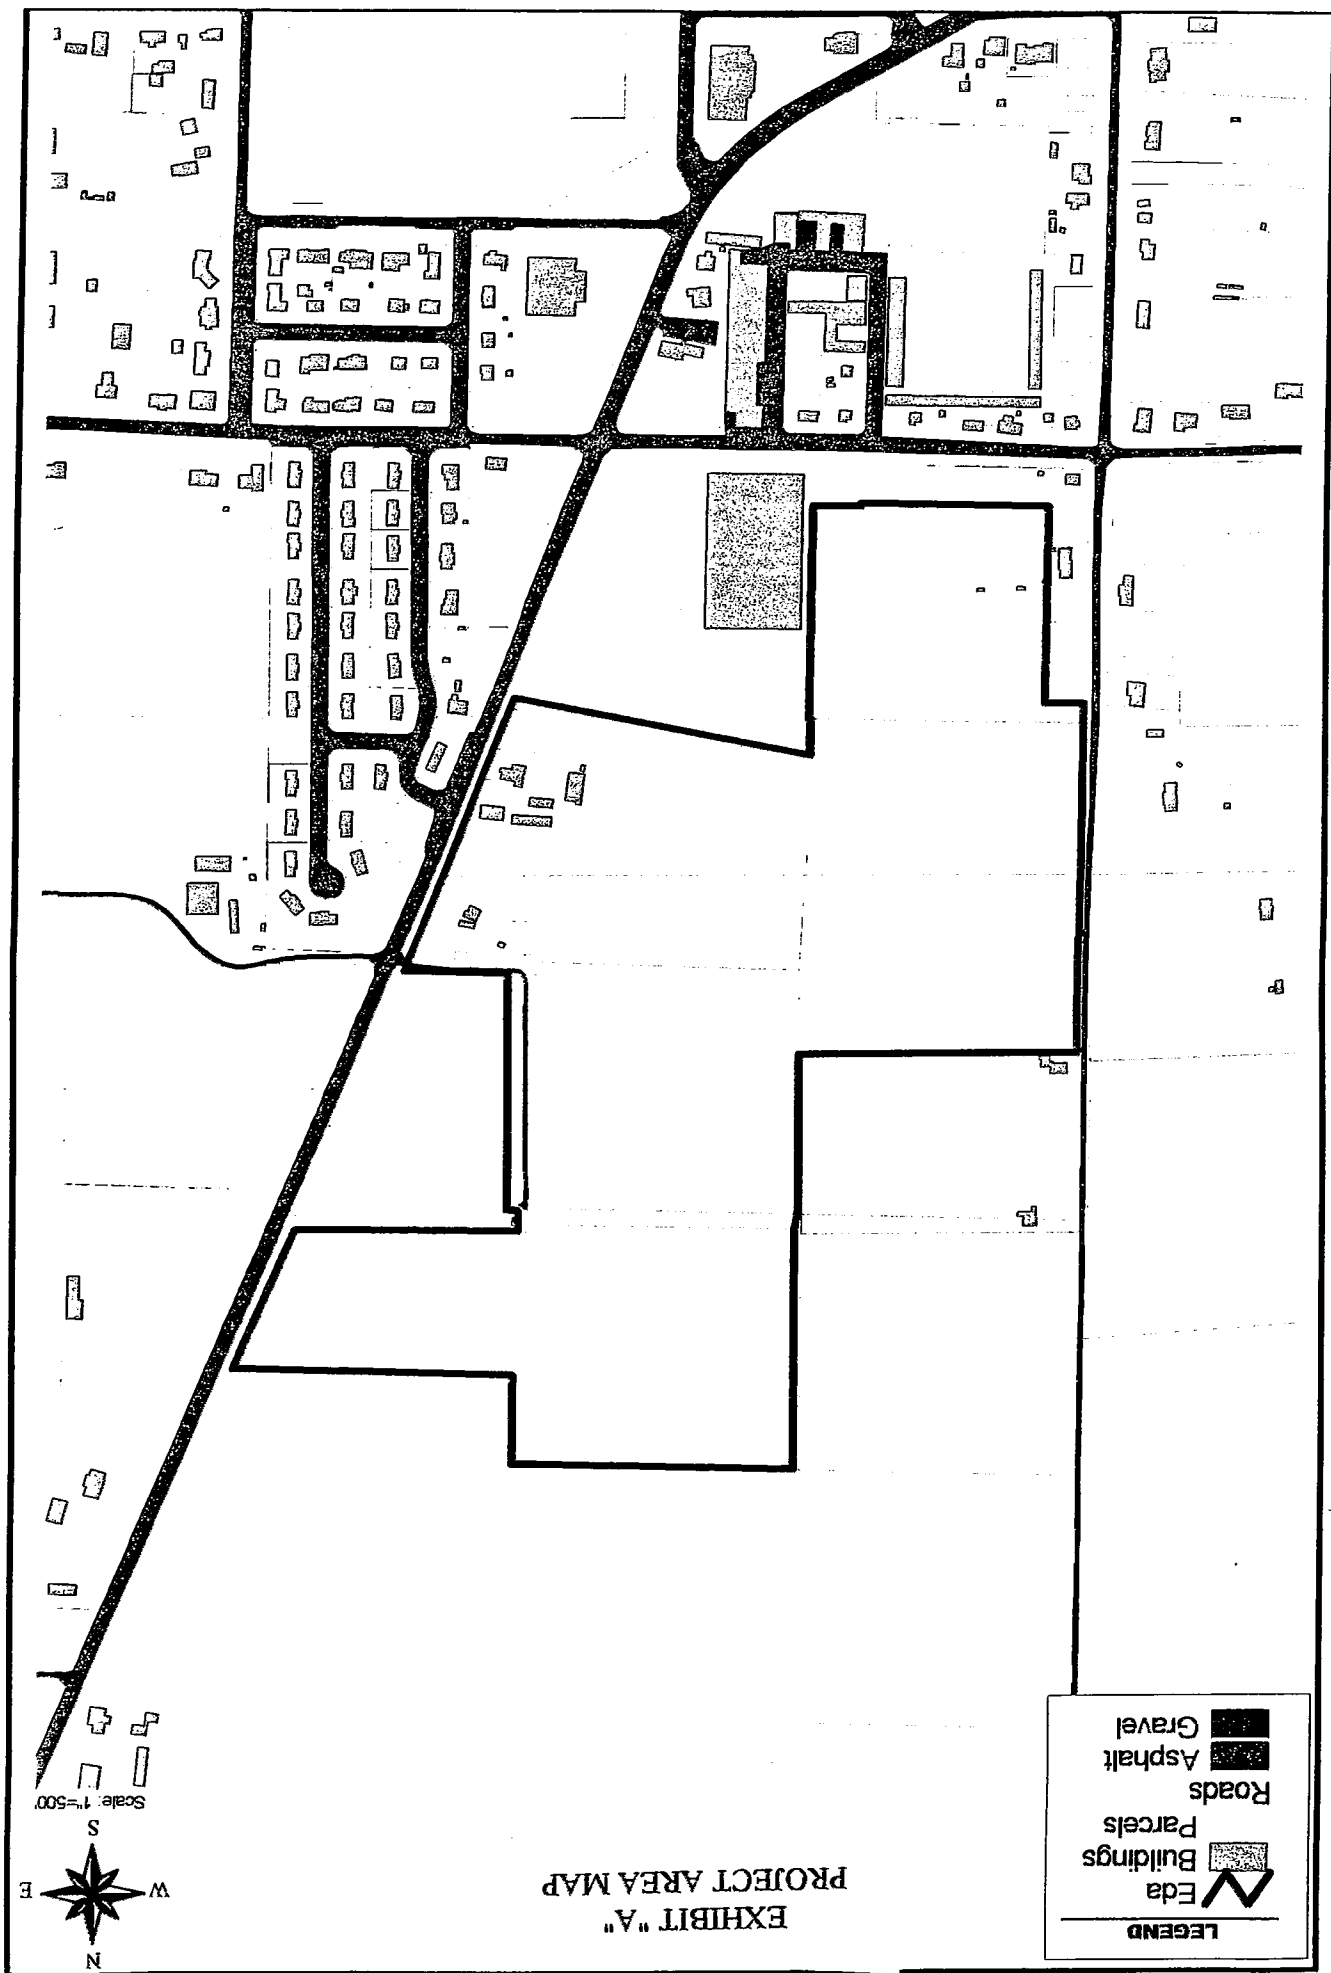 EXHIBIT "A"
PROJECT AREA MAP
LEGEND
Eda
Buildings
Parcels
Roads
Asphalt
Gravel
N
W
E
S
Scale: 1"=500'